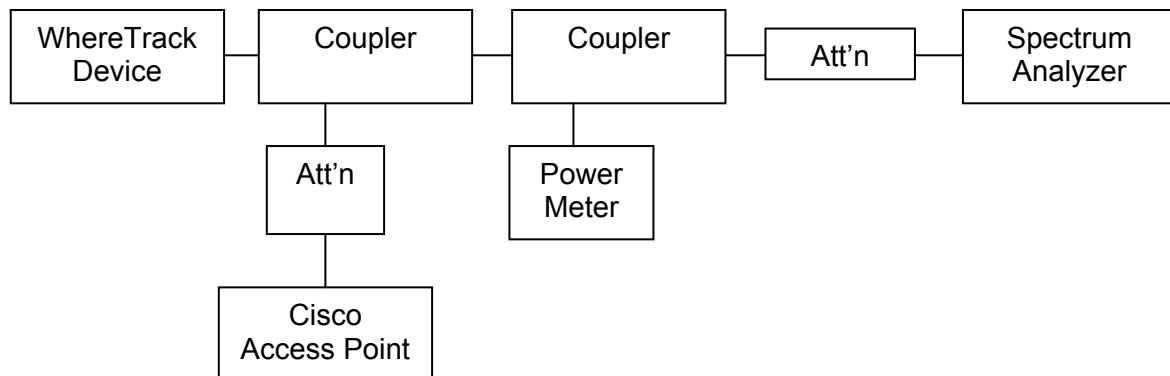 WhereTrack
Device
Coupler
Coupler
Att’n
Spectrum
Analyzer
Att’n
Power
Meter
Cisco
Access Point